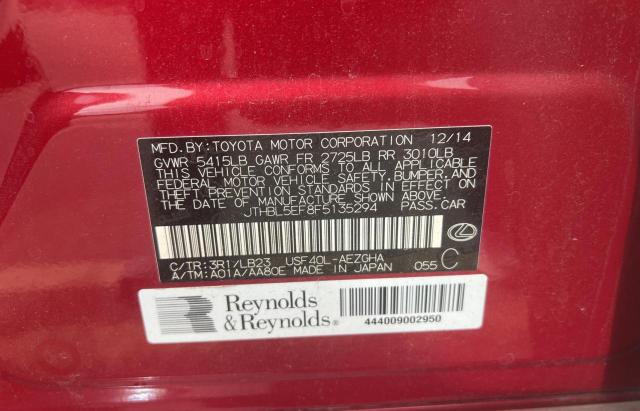 MFD. BY: TOYOTA MOTOR CORPORATION 12/14
GVWR 5415LB GAWR FR 2725LB RR 3010LB
THIS VEHICLE CONFORMS TO ALL APPLICABLE
FEDERAL MOTOR VEHICLE SAFETY, BUMPER, AND
THEFT PREVENTION STANDARDS IN EFFECT ON
THE DATE OF MANUFACTURE SHOWN ABOVE.
JTHBL5EF8F5135294 PASS. CAR
C/TR: 3R1/LB23 USF40L-AEZGHA
A/TM: A01A/AA80E MADE IN JAPAN 055 C
R Reynolds
&Reynolds®
444009002950